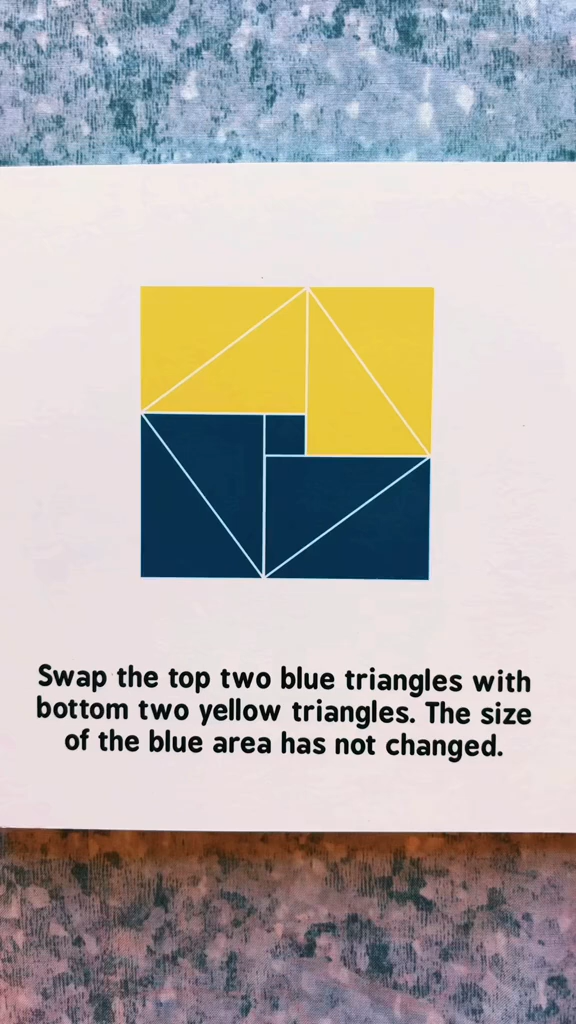 Swap the top two blue triangles with
bottom two yellow triangles. The size
of the blue area has not changed.